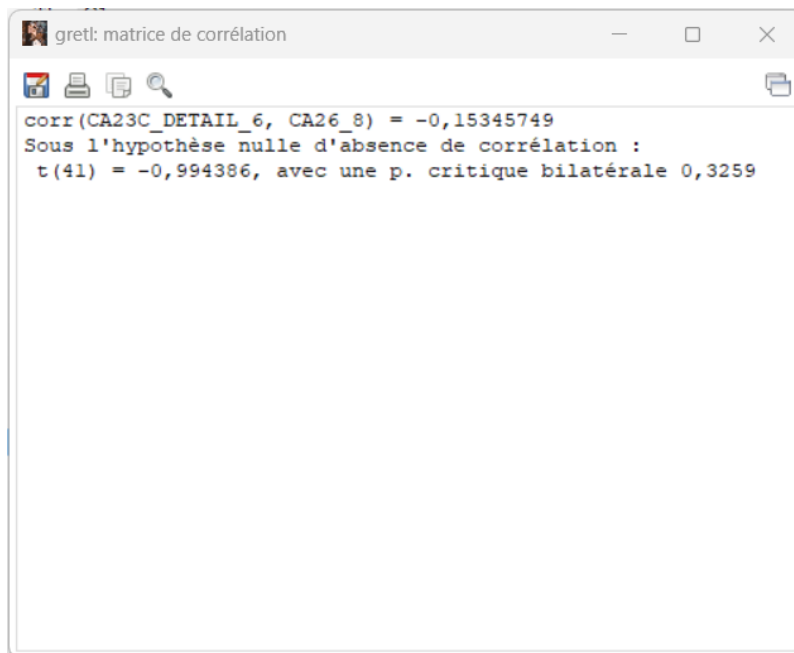 gretl: matrice de corrélation
corr(CA23C_DETAIL_6, CA26_8) = -0,15345749
Sous l'hypothèse nulle d'absence de corrélation :
t(41) = -0,994386, avec une p. critique bilatérale 0,3259